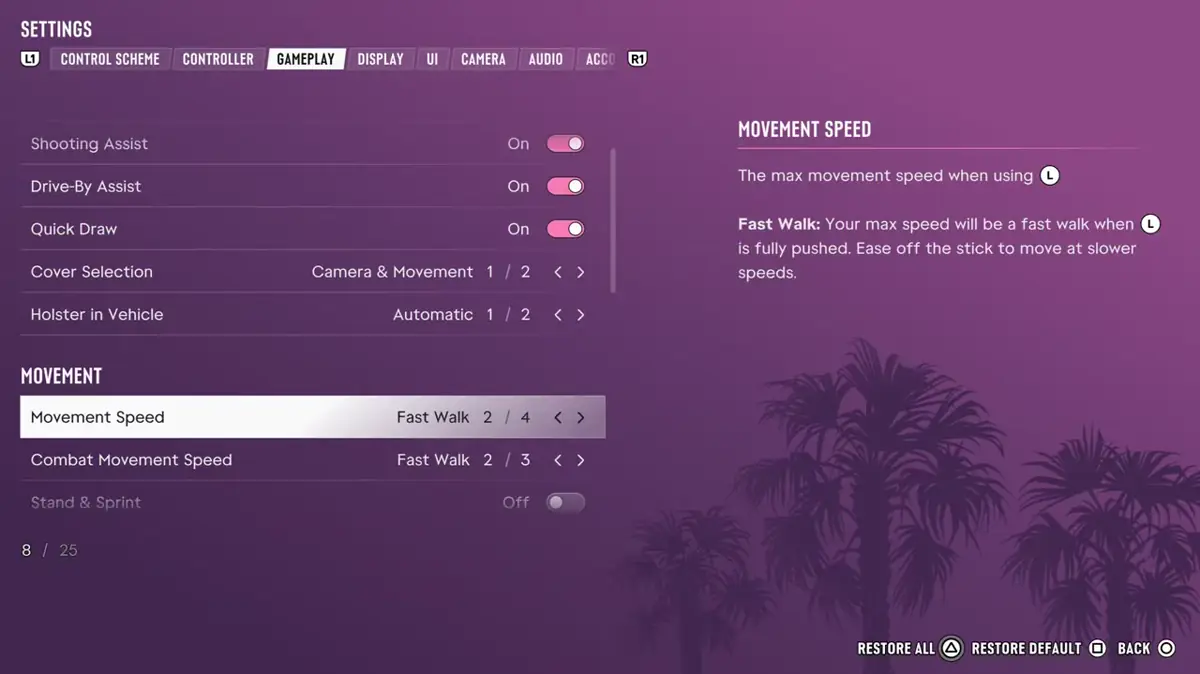 SETTINGS
L1 CONTROL SCHEME CONTROLLER GAMEPLAY DISPLAY UI CAMERA AUDIO ACCO R1
Shooting Assist On
Drive-By Assist On
Quick Draw On
Cover Selection Camera & Movement 1 / 2
Holster in Vehicle Automatic 1 / 2
MOVEMENT
Movement Speed Fast Walk 2 / 4
Combat Movement Speed Fast Walk 2 / 3
Stand & Sprint Off
8 / 25
MOVEMENT SPEED
The max movement speed when using L
Fast Walk: Your max speed will be a fast walk when L
is fully pushed. Ease off the stick to move at slower
speeds.
RESTORE ALL RESTORE DEFAULT BACK